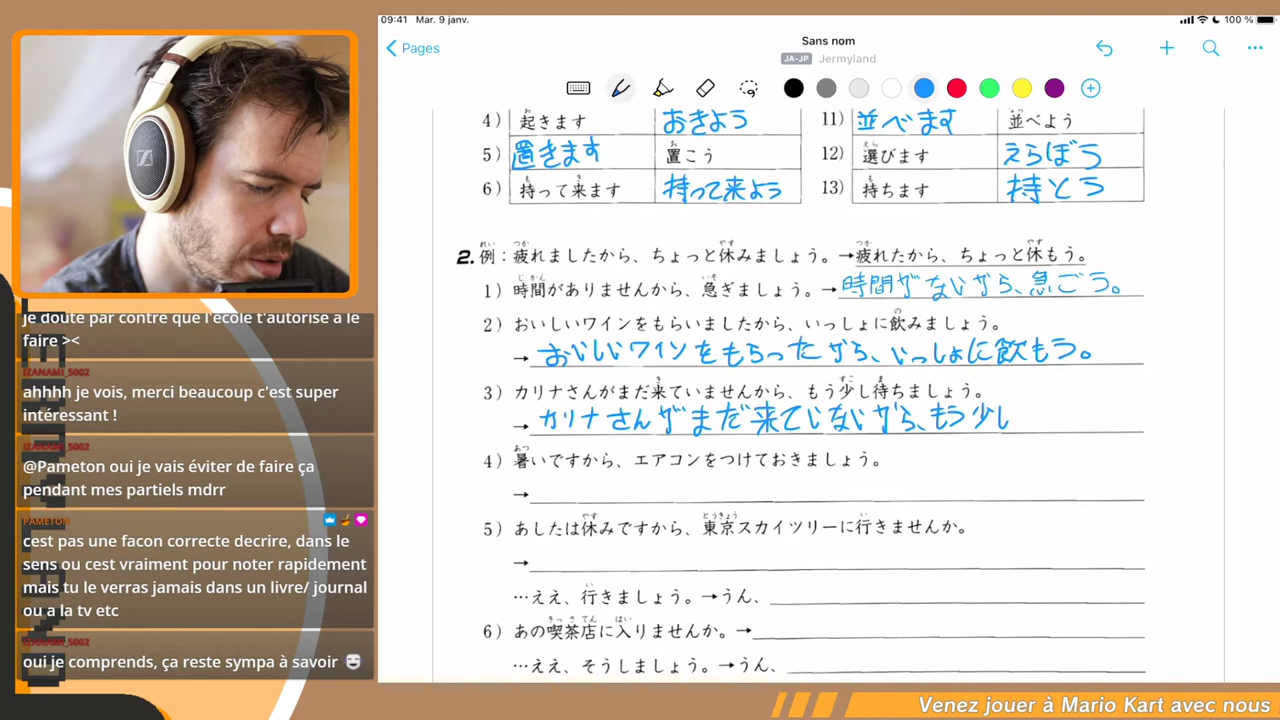 09:41 Mar. 9 janv.
100 %
Pages
Sans nom
JA-JP Jermyland
4) 起きます おきよう 11) 並べます 並べよう
5) 置きます 置こう 12) 選びます えらぼう
6) 持って来ます 持って来よう 13) 持ちます 持とう
2. 例：疲れましたから、ちょっと休みましょう。→疲れたから、ちょっと休もう。
1) 時間がありませんから、急ぎましょう。→時間がないから、急ごう。
2) おいしいワインをもらいましたから、いっしょに飲みましょう。
→おいしいワインをもらったから、いっしょに飲もう。
3) カリナさんがまだ来ていませんから、もう少し待ちましょう。
→カリナさんがまだ来ていないから、もう少し
4) 暑いですから、エアコンをつけておきましょう。
→
5) あしたは休みですから、東京スカイツリーに行きませんか。
→
…ええ、行きましょう。→うん、
6) あの喫茶店に入りませんか。→
…ええ、そうしましょう。→うん、
je doute par contre que l'école t'autorise a le
faire ><
IZANAMI_5002
ahhhh je vois, merci beaucoup c'est super
intéressant !
IZANAMI_5002
@Pameton oui je vais éviter de faire ça
pendant mes partiels mdrr
PAMETON
cest pas une facon correcte decrire, dans le
sens ou cest vraiment pour noter rapidement
mais tu le verras jamais dans un livre/ journal
ou a la tv etc
IZANAMI_5002
oui je comprends, ça reste sympa à savoir
Venez jouer à Mario Kart avec nous